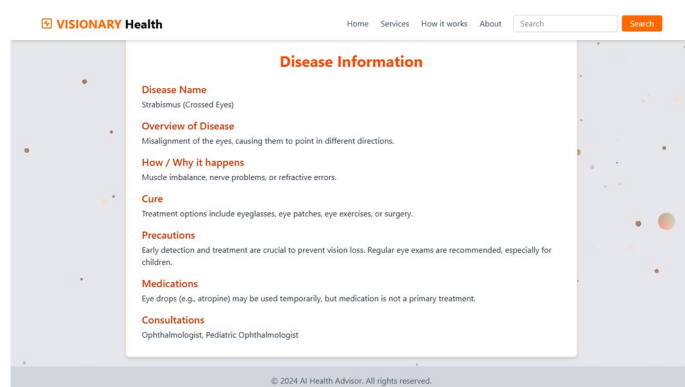 VISIONARY Health
Home Services How it works About Search Search
Disease Information
Disease Name
Strabismus (Crossed Eyes)
Overview of Disease
Misalignment of the eyes, causing them to point in different directions.
How / Why it happens
Muscle imbalance, nerve problems, or refractive errors.
Cure
Treatment options include eyeglasses, eye patches, eye exercises, or surgery.
Precautions
Early detection and treatment are crucial to prevent vision loss. Regular eye exams are recommended, especially for
children.
Medications
Eye drops (e.g., atropine) may be used temporarily, but medication is not a primary treatment.
Consultations
Ophthalmologist, Pediatric Ophthalmologist
© 2024 AI Health Advisor. All rights reserved.